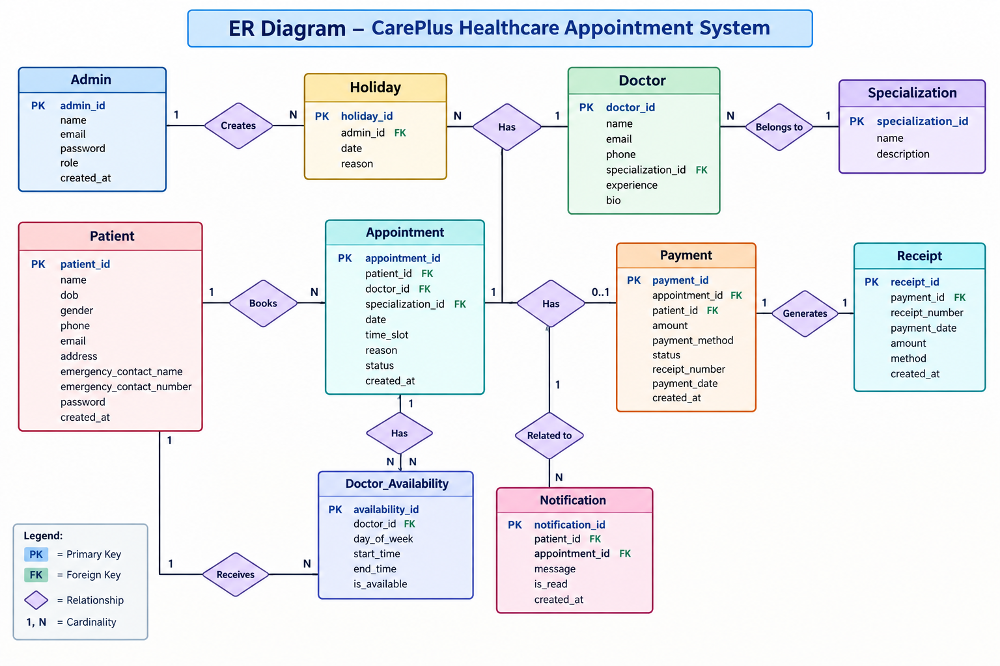 ER Diagram – CarePlus Healthcare Appointment System
Admin
PK admin_id
name
email
password
role
created_at
1
Creates
N
Holiday
PK holiday_id
admin_id FK
date
reason
N
Has
1
Doctor
PK doctor_id
name
email
phone
specialization_id FK
experience
bio
N
Belongs to
1
Specialization
PK specialization_id
name
description
Patient
PK patient_id
name
dob
gender
phone
email
address
emergency_contact_name
emergency_contact_number
password
created_at
1
Books
N
Appointment
PK appointment_id
patient_id FK
doctor_id FK
specialization_id FK
date
time_slot
reason
status
created_at
1
Has
0..1
Payment
PK payment_id
appointment_id FK
patient_id FK
amount
payment_method
status
receipt_number
payment_date
created_at
1
Generates
1
Receipt
PK receipt_id
payment_id FK
receipt_number
payment_date
amount
method
created_at
1
Has
N N
1
Related to
N
Doctor_Availability
PK availability_id
doctor_id FK
day_of_week
start_time
end_time
is_available
Notification
PK notification_id
patient_id FK
appointment_id FK
message
is_read
created_at
1
1
Receives
N
Legend:
PK = Primary Key
FK = Foreign Key
= Relationship
1, N = Cardinality